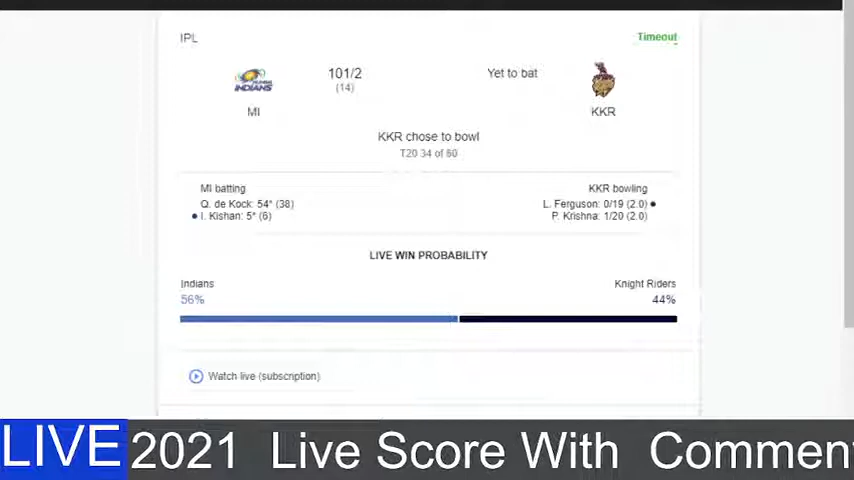 IPL
Timeout
101/2
(14)
Yet to bat
INDIANS
MI
KKR
KKR chose to bowl
T20 34 of 60
MI batting
KKR bowling
Q. de Kock: 54* (38)
L. Ferguson: 0/19 (2.0)
I. Kishan: 5* (6)
P. Krishna: 1/20 (2.0)
LIVE WIN PROBABILITY
Indians
Knight Riders
56%
44%
Watch live (subscription)
LIVE 2021 Live Score With Comment